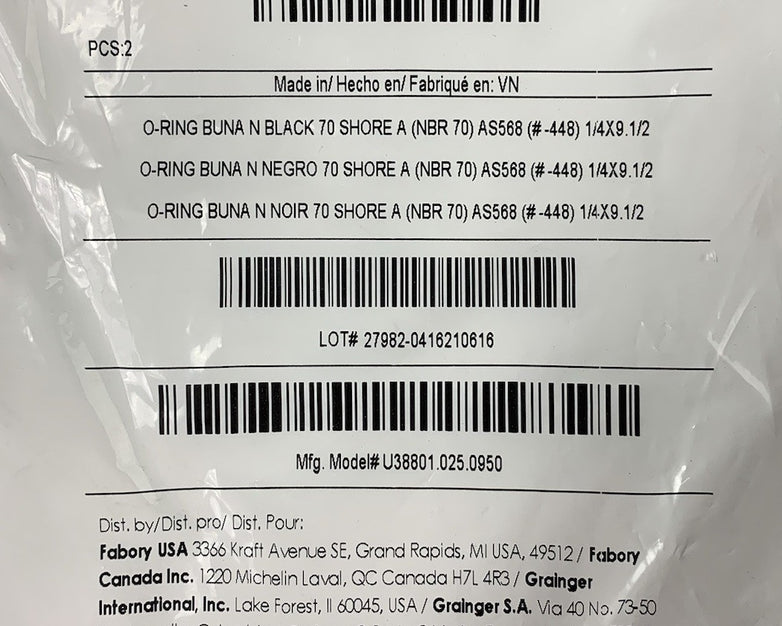 PCS:2
Made in/ Hecho en/ Fabriqué en: VN
O-RING BUNA N BLACK 70 SHORE A (NBR 70) AS568 (#-448) 1/4X9.1/2
O-RING BUNA N NEGRO 70 SHORE A (NBR 70) AS568 (#-448) 1/4X9.1/2
O-RING BUNA N NOIR 70 SHORE A (NBR 70) AS568 (#-448) 1/4X9.1/2
LOT# 27982-0416210616
Mfg. Model# U38801.025.0950
Dist. by/Dist. pro/ Dist. Pour:
Fabory USA 3366 Kraft Avenue SE, Grand Rapids, MI USA, 49512 / Fabory
Canada Inc. 1220 Michelin Laval, QC Canada H7L 4R3 / Grainger
International, Inc. Lake Forest, Il 60045, USA / Grainger S.A. Via 40 No. 73-50